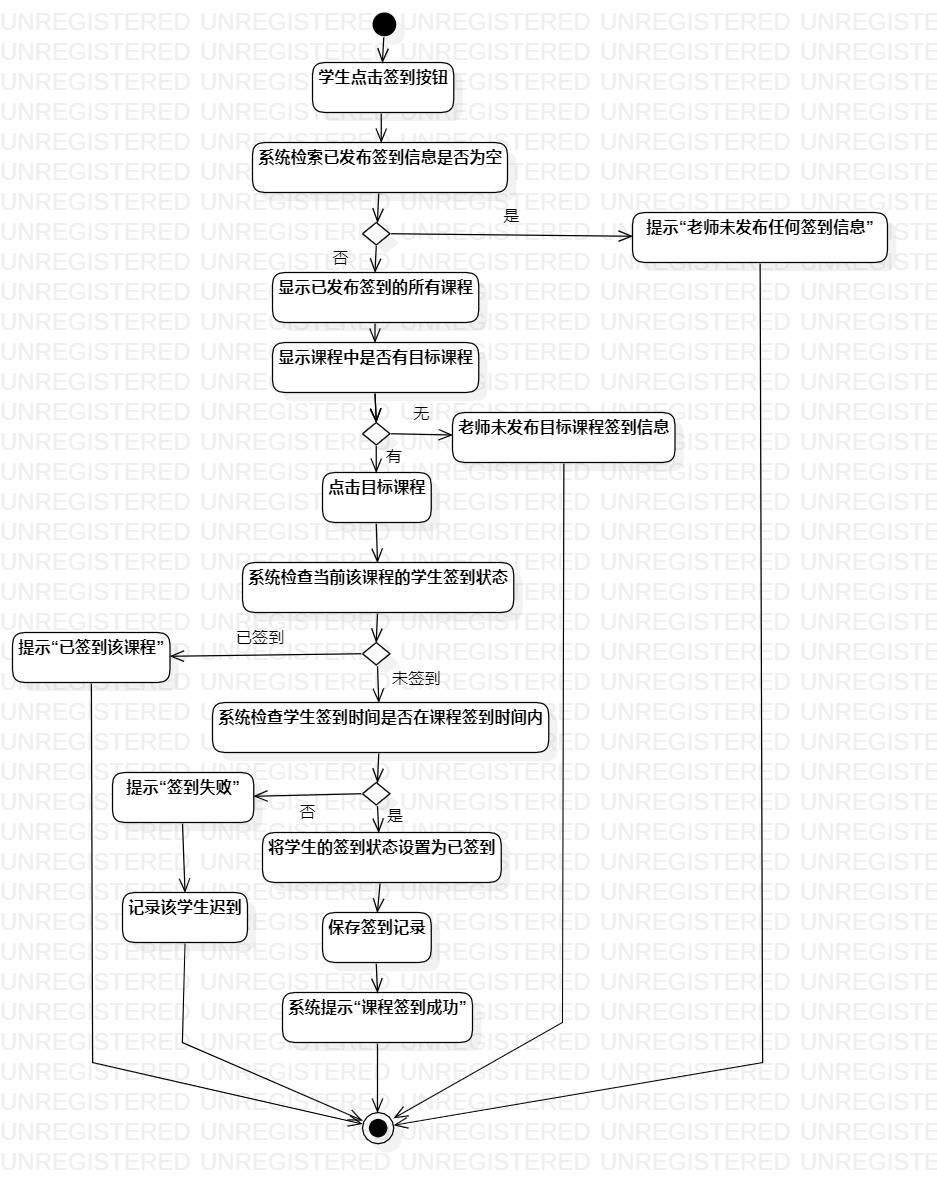 学生点击签到按钮
系统检索已发布签到信息是否为空
是
提示“老师未发布任何签到信息”
否
显示已发布签到的所有课程
显示课程中是否有目标课程
无
老师未发布目标课程签到信息
有
点击目标课程
系统检查当前该课程的学生签到状态
已签到
提示“已签到该课程”
未签到
系统检查学生签到时间是否在课程签到时间内
提示“签到失败”
否
是
将学生的签到状态设置为已签到
记录该学生迟到
保存签到记录
系统提示“课程签到成功”
UNREGISTERED